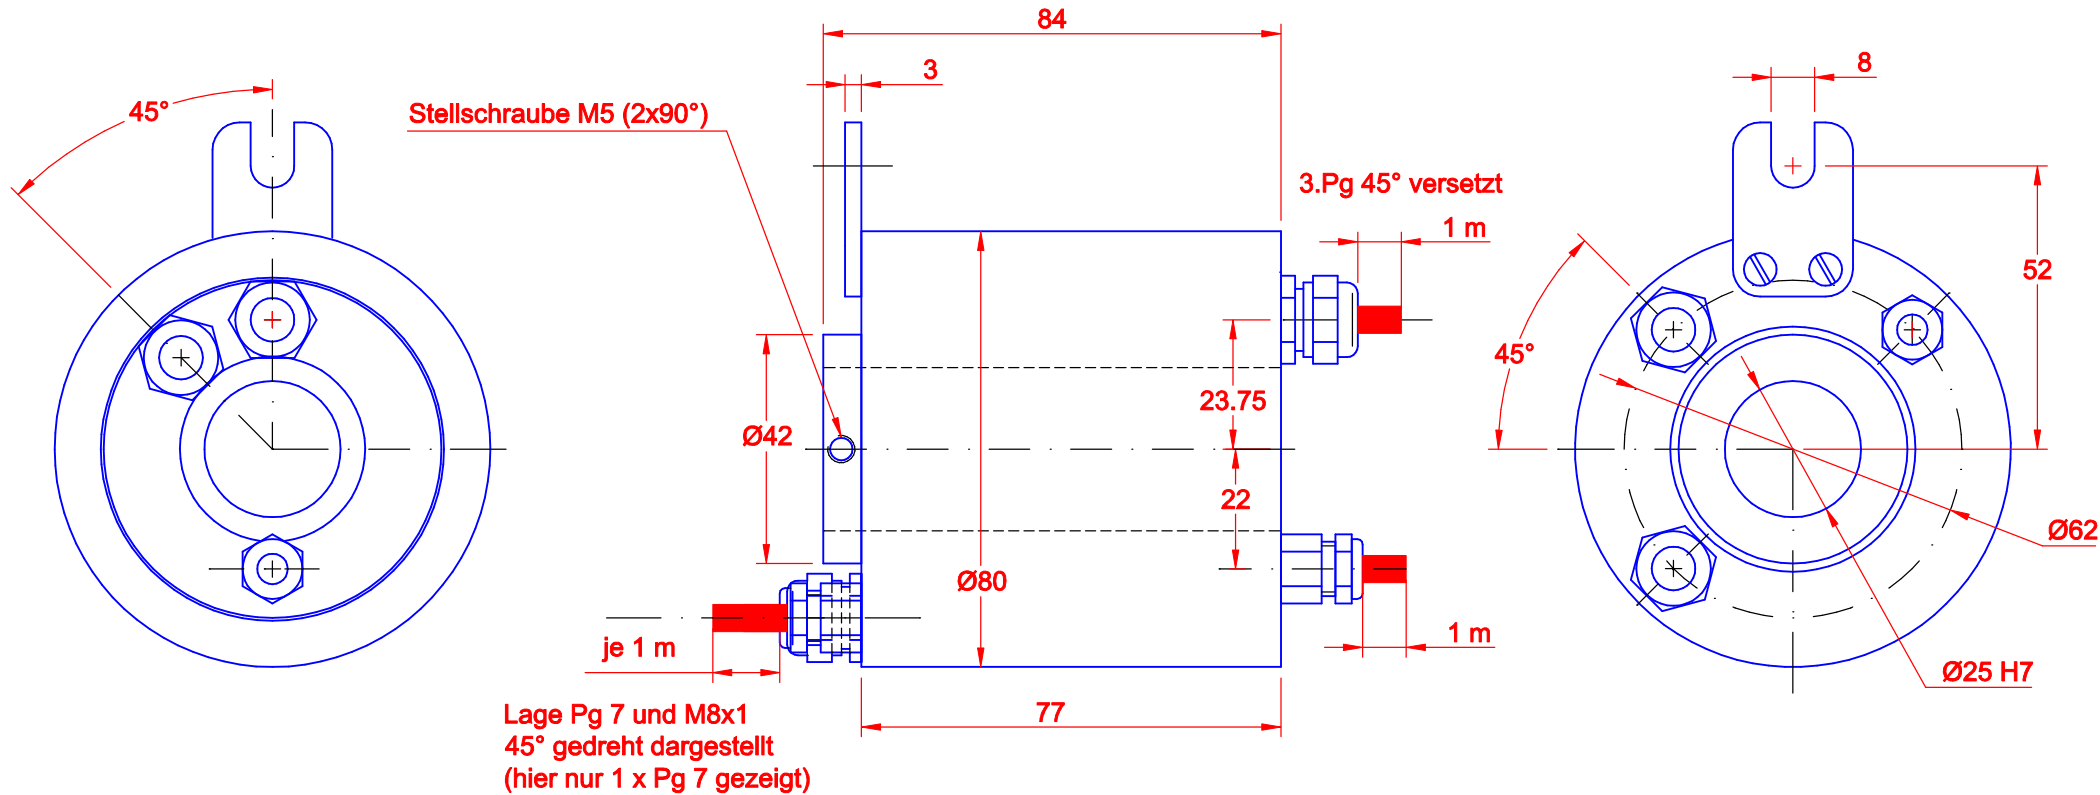 84
3
8
45°
Stellschraube M5 (2x90°)
3.Pg 45° versetzt
1 m
52
45°
23.75
Ø42
22
Ø62
Ø80
je 1 m
1 m
Ø25 H7
Lage Pg 7 und M8x1
45° gedreht dargestellt
(hier nur 1 x Pg 7 gezeigt)
77